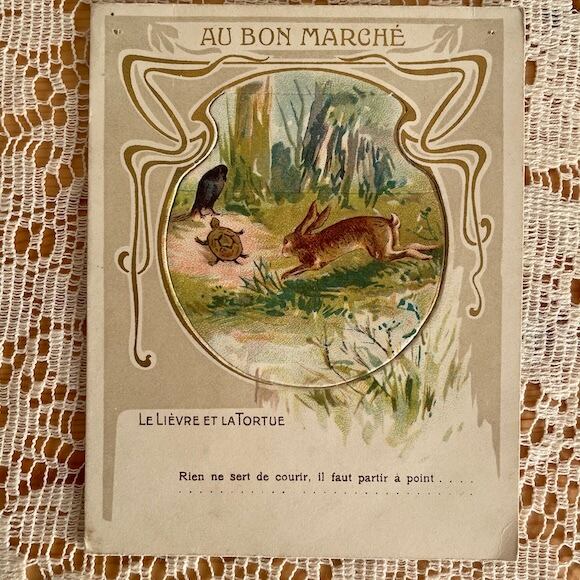 AU BON MARCHÉ
LE LIÈVRE ET LA TORTUE
Rien ne sert de courir, il faut partir à point . . . .